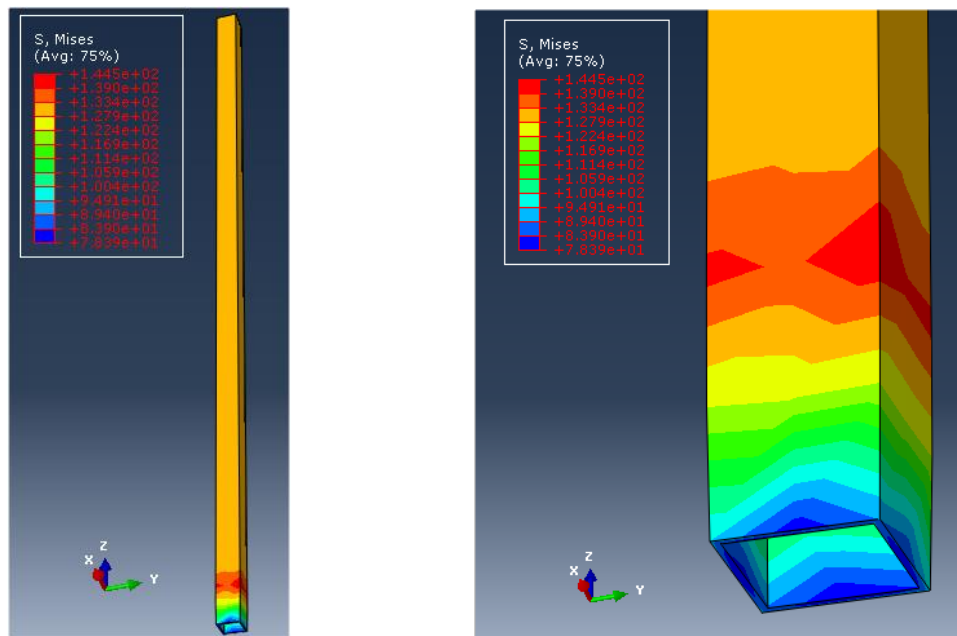 S, Mises
(Avg: 75%)
+1.445e+02
+1.390e+02
+1.334e+02
+1.279e+02
+1.224e+02
+1.169e+02
+1.114e+02
+1.059e+02
+1.004e+02
+9.491e+01
+8.940e+01
+8.390e+01
+7.839e+01
Z
X
Y
S, Mises
(Avg: 75%)
+1.445e+02
+1.390e+02
+1.334e+02
+1.279e+02
+1.224e+02
+1.169e+02
+1.114e+02
+1.059e+02
+1.004e+02
+9.491e+01
+8.940e+01
+8.390e+01
+7.839e+01
Z
X
Y